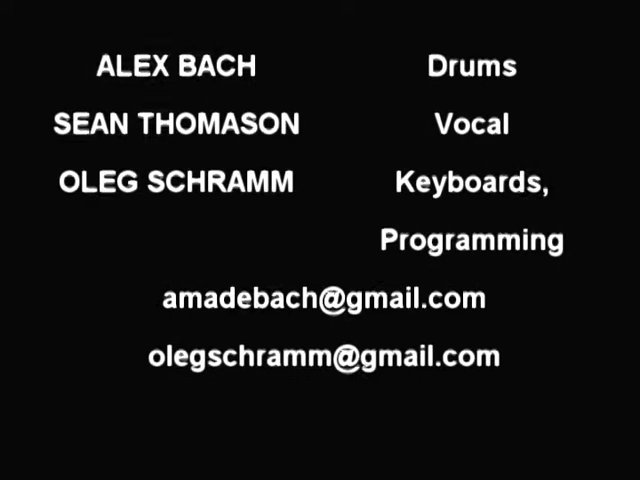 ALEX BACH Drums
SEAN THOMASON Vocal
OLEG SCHRAMM Keyboards,
Programming
amadebach@gmail.com
olegschramm@gmail.com